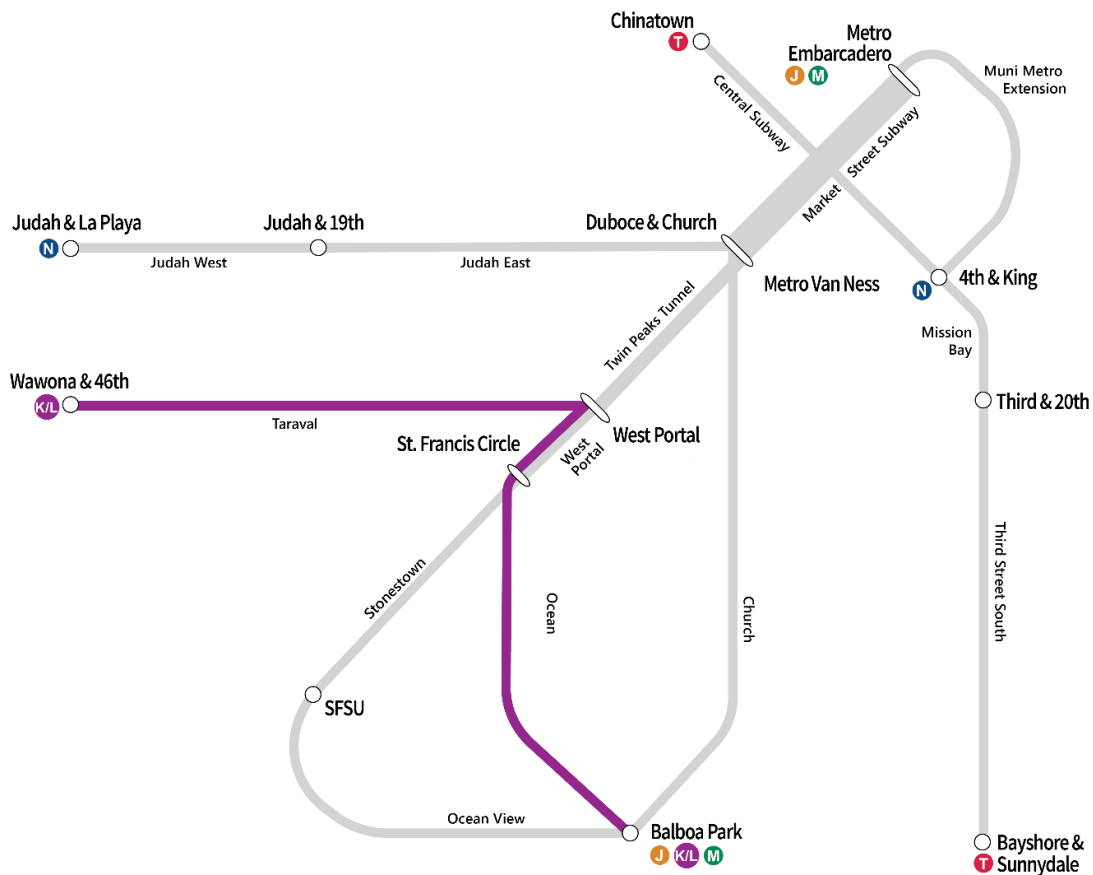 Chinatown
T
Metro
Embarcadero
J M
Muni Metro
Extension
Central Subway
Market Street Subway
Judah & La Playa
N
Judah & 19th
Duboce & Church
Judah West
Judah East
Metro Van Ness
4th & King
N
Mission
Bay
Twin Peaks Tunnel
Wawona & 46th
K/L
Taraval
Third & 20th
West Portal
St. Francis Circle
West
Portal
Stonestown
Ocean
Church
Third Street South
SFSU
Ocean View
Balboa Park
J K/L M
Bayshore &
T Sunnydale